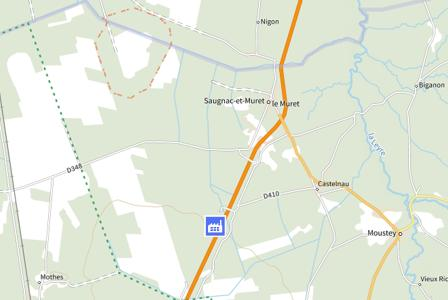 Nigon
Biganon
Saugnac-et-Muret
le Muret
la Leyre
D348
Castelnau
D410
Moustey
Mothes
Vieux Ric